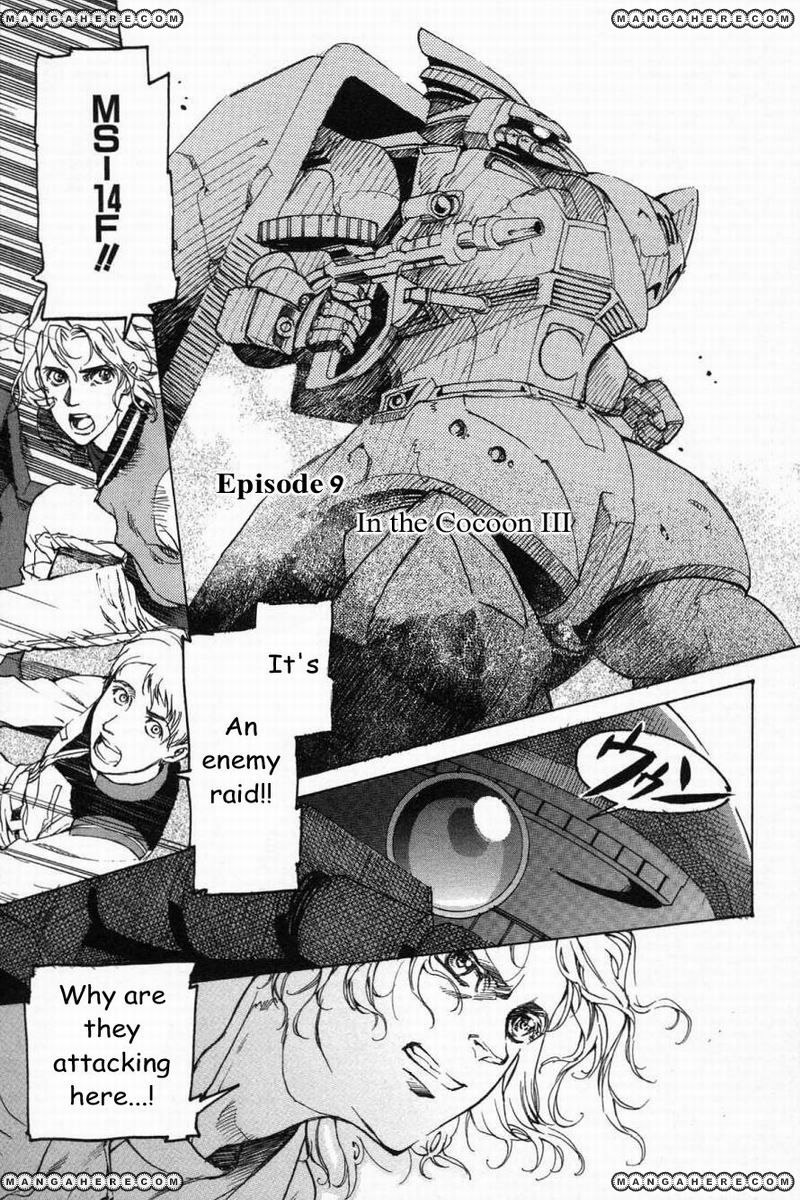 MANGAHERE.COM
MANGAHERE.COM
MS-14F!!
Episode 9
In the Cocoon III
It's
An
enemy
raid!!
ヴゥン
Why are
they
attacking
here...!
MANGAHERE.COM
MANGAHERE.COM